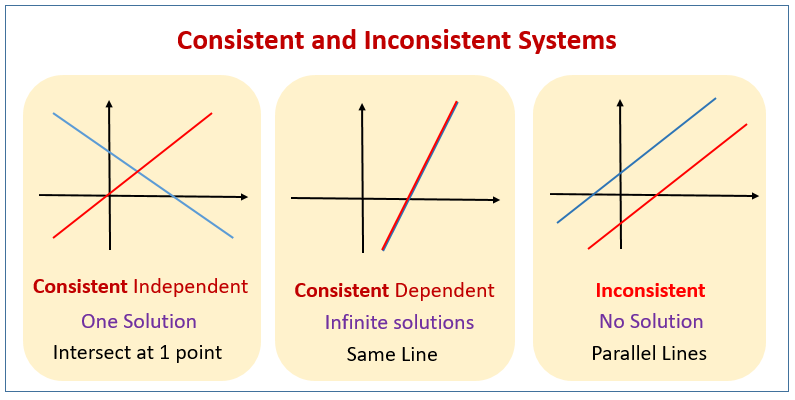 Consistent and Inconsistent Systems
Consistent Independent
One Solution
Intersect at 1 point
Consistent Dependent
Infinite solutions
Same Line
Inconsistent
No Solution
Parallel Lines